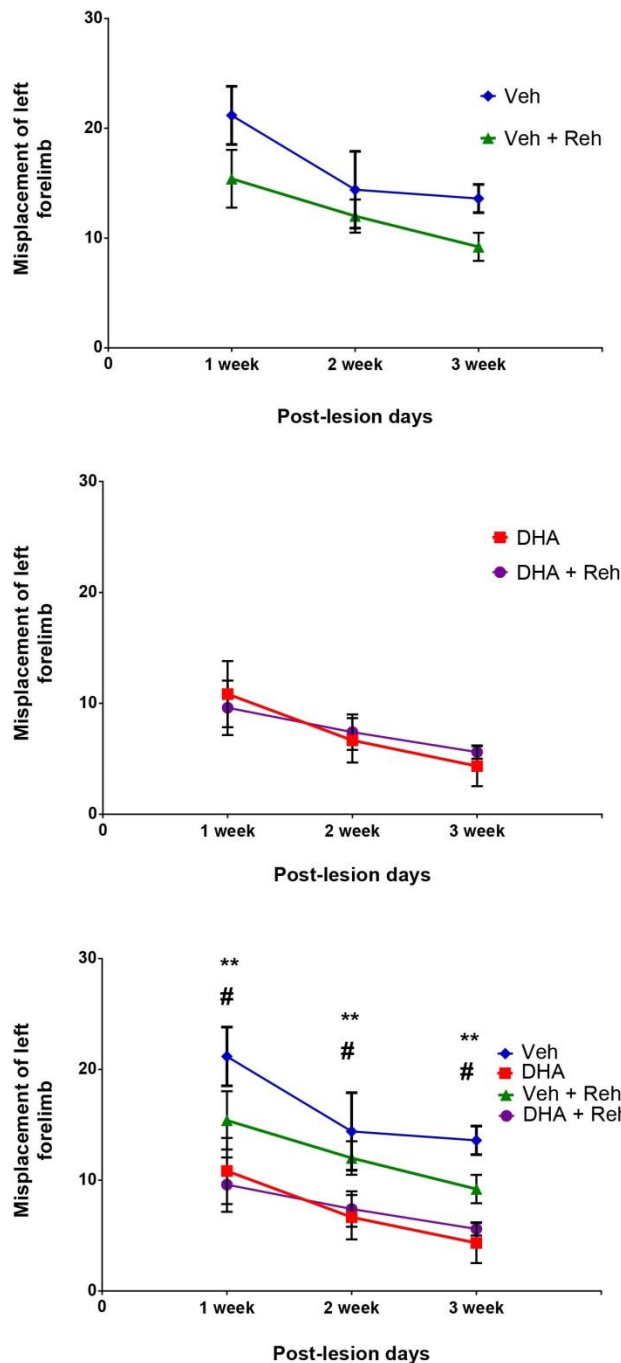 30
20
10
0
Misplacement of left
forelimb
Veh
Veh + Reh
0
1 week
2 week
3 week
Post-lesion days
30
20
10
0
Misplacement of left
forelimb
DHA
DHA + Reh
0
1 week
2 week
3 week
Post-lesion days
30
20
10
0
Misplacement of left
forelimb
**
#
**
#
**
#
Veh
DHA
Veh + Reh
DHA + Reh
0
1 week
2 week
3 week
Post-lesion days